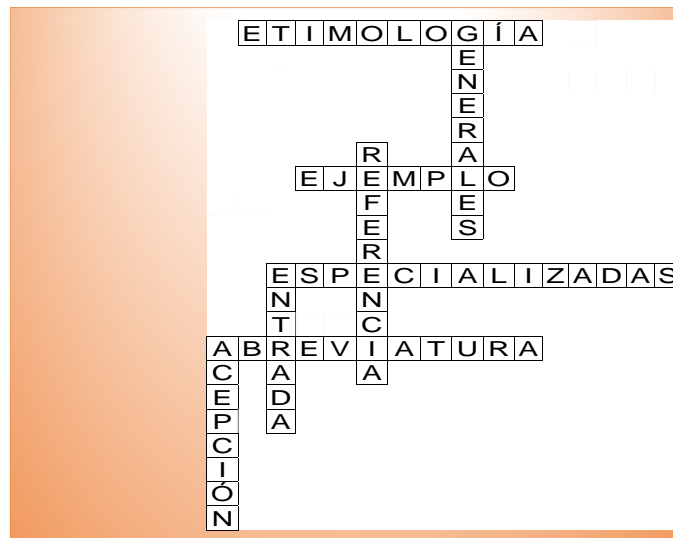 ETIMOLOGÍA
GENERALES
REFERENCIA
EJEMPLO
ESPECIALIZADAS
ENTRADA
ABREVIATURA
ACEPCIÓN